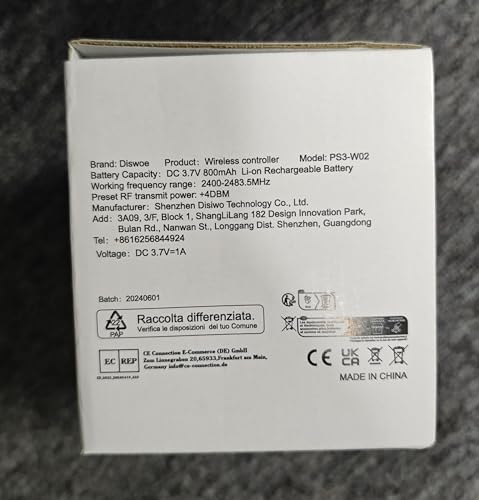 Brand: Diswoe Product: Wireless controller Model: PS3-W02
Battery Capacity: DC 3.7V 800mAh Li-on Rechargeable Battery
Working frequency range: 2400-2483.5MHz
Preset RF transmit power: +4DBM
Manufacturer: Shenzhen Disiwo Technology Co., Ltd.
Add: 3A09, 3/F, Block 1, ShangLiLang 182 Design Innovation Park,
Bulan Rd., Nanwan St., Longgang Dist. Shenzhen, Guangdong
Tel: +8616256844924
Voltage: DC 3.7V=1A
Batch: 20240601
22
PAP
Raccolta differenziata.
Verifica le disposizioni del tuo Comune
EC REP
CE Connection E-Commerce (DE) GmbH
Zum Linnegraben 20,65933,Frankfurt am Main,
Germany info@ce-connection.de
CE UK CA
MADE IN CHINA